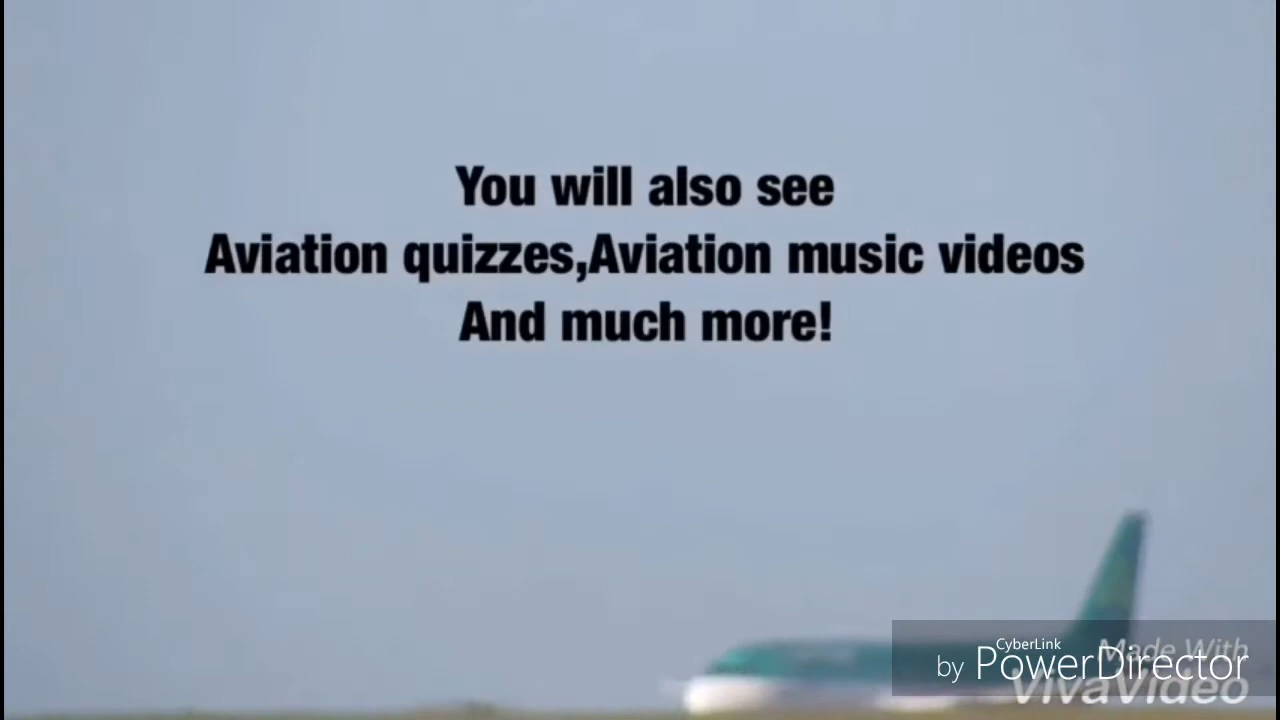 You will also see
Aviation quizzes,Aviation music videos
And much more!
CyberLink
by PowerDirector
Made With
VivaVideo